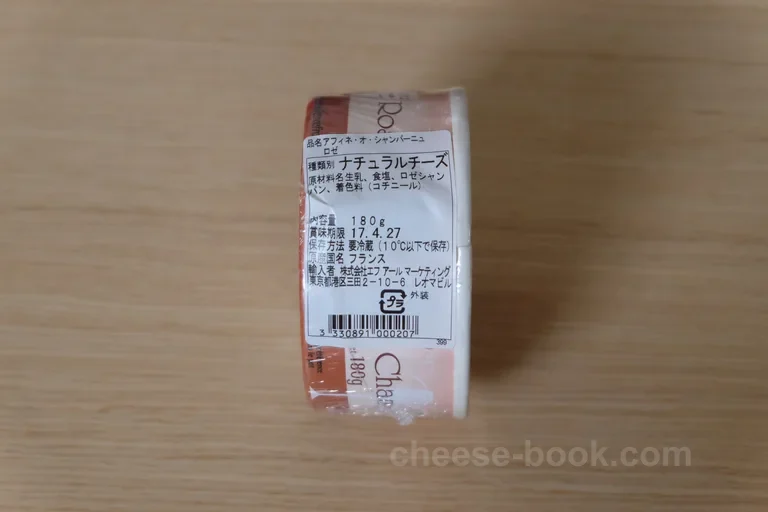 Ro
品名アフィネ・オ・シャンパーニュ
ロゼ
種類別 ナチュラルチーズ
原材料名生乳、食塩、ロゼシャン
パン、着色料（コチニール）
内容量 180g
賞味期限 17.4.27
保存方法 要冷蔵（10℃以下で保存）
原産国名 フランス
輸入者 株式会社エフ アール マーケティング
東京都港区三田2-10-6 レオマビル
プラ 外装
3 330891 000207
399
180g
Cha
cheese-book.com